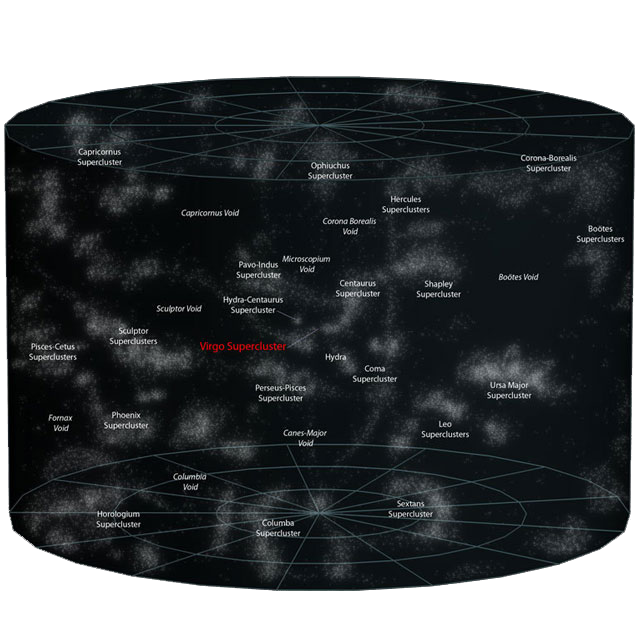 Capricornus
Supercluster
Ophiuchus
Supercluster
Corona-Borealis
Supercluster
Capricornus Void
Hercules
Superclusters
Corona Borealis
Void
Boötes
Superclusters
Pavo-Indus
Supercluster
Microscopium
Void
Centaurus
Supercluster
Shapley
Supercluster
Boötes Void
Hydra-Centaurus
Supercluster
Sculptor Void
Sculptor
Superclusters
Pisces-Cetus
Superclusters
Virgo Supercluster
Hydra
Coma
Supercluster
Perseus-Pisces
Supercluster
Ursa Major
Supercluster
Fornax
Void
Phoenix
Supercluster
Leo
Superclusters
Canes-Major
Void
Columbia
Void
Horologium
Supercluster
Columba
Supercluster
Sextans
Supercluster